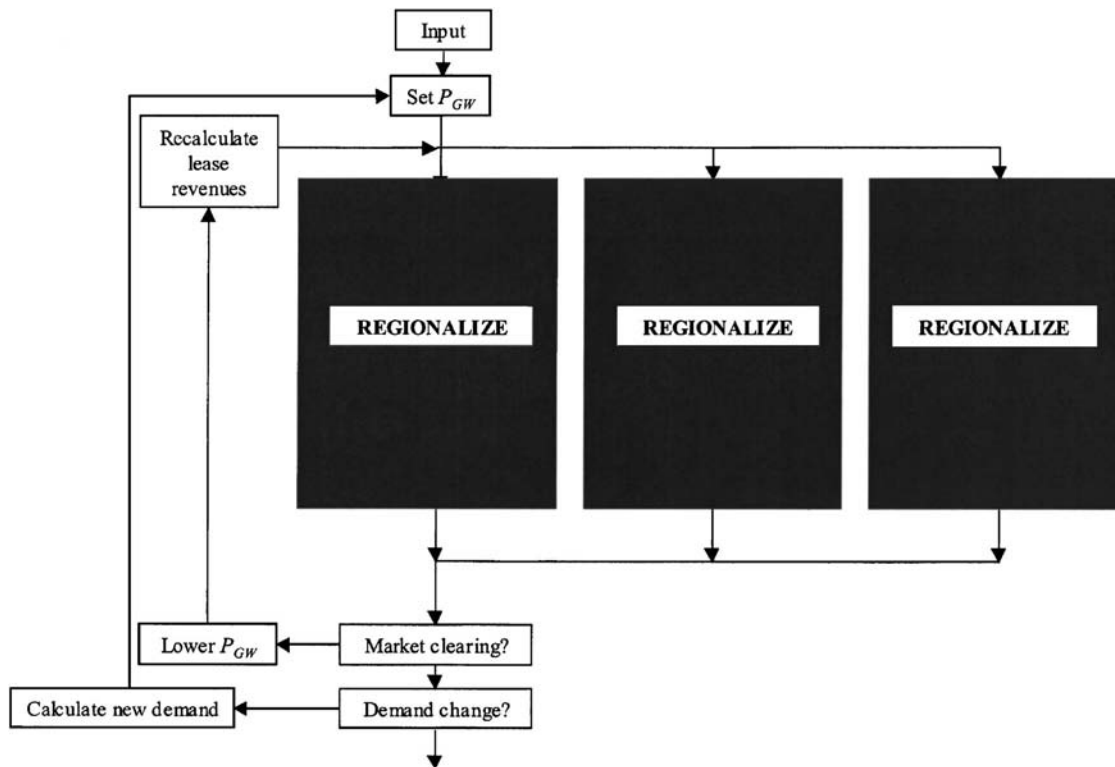 Input
Set P_GW
Recalculate
lease
revenues
REGIONALIZE
REGIONALIZE
REGIONALIZE
Lower P_GW
Market clearing?
Calculate new demand
Demand change?